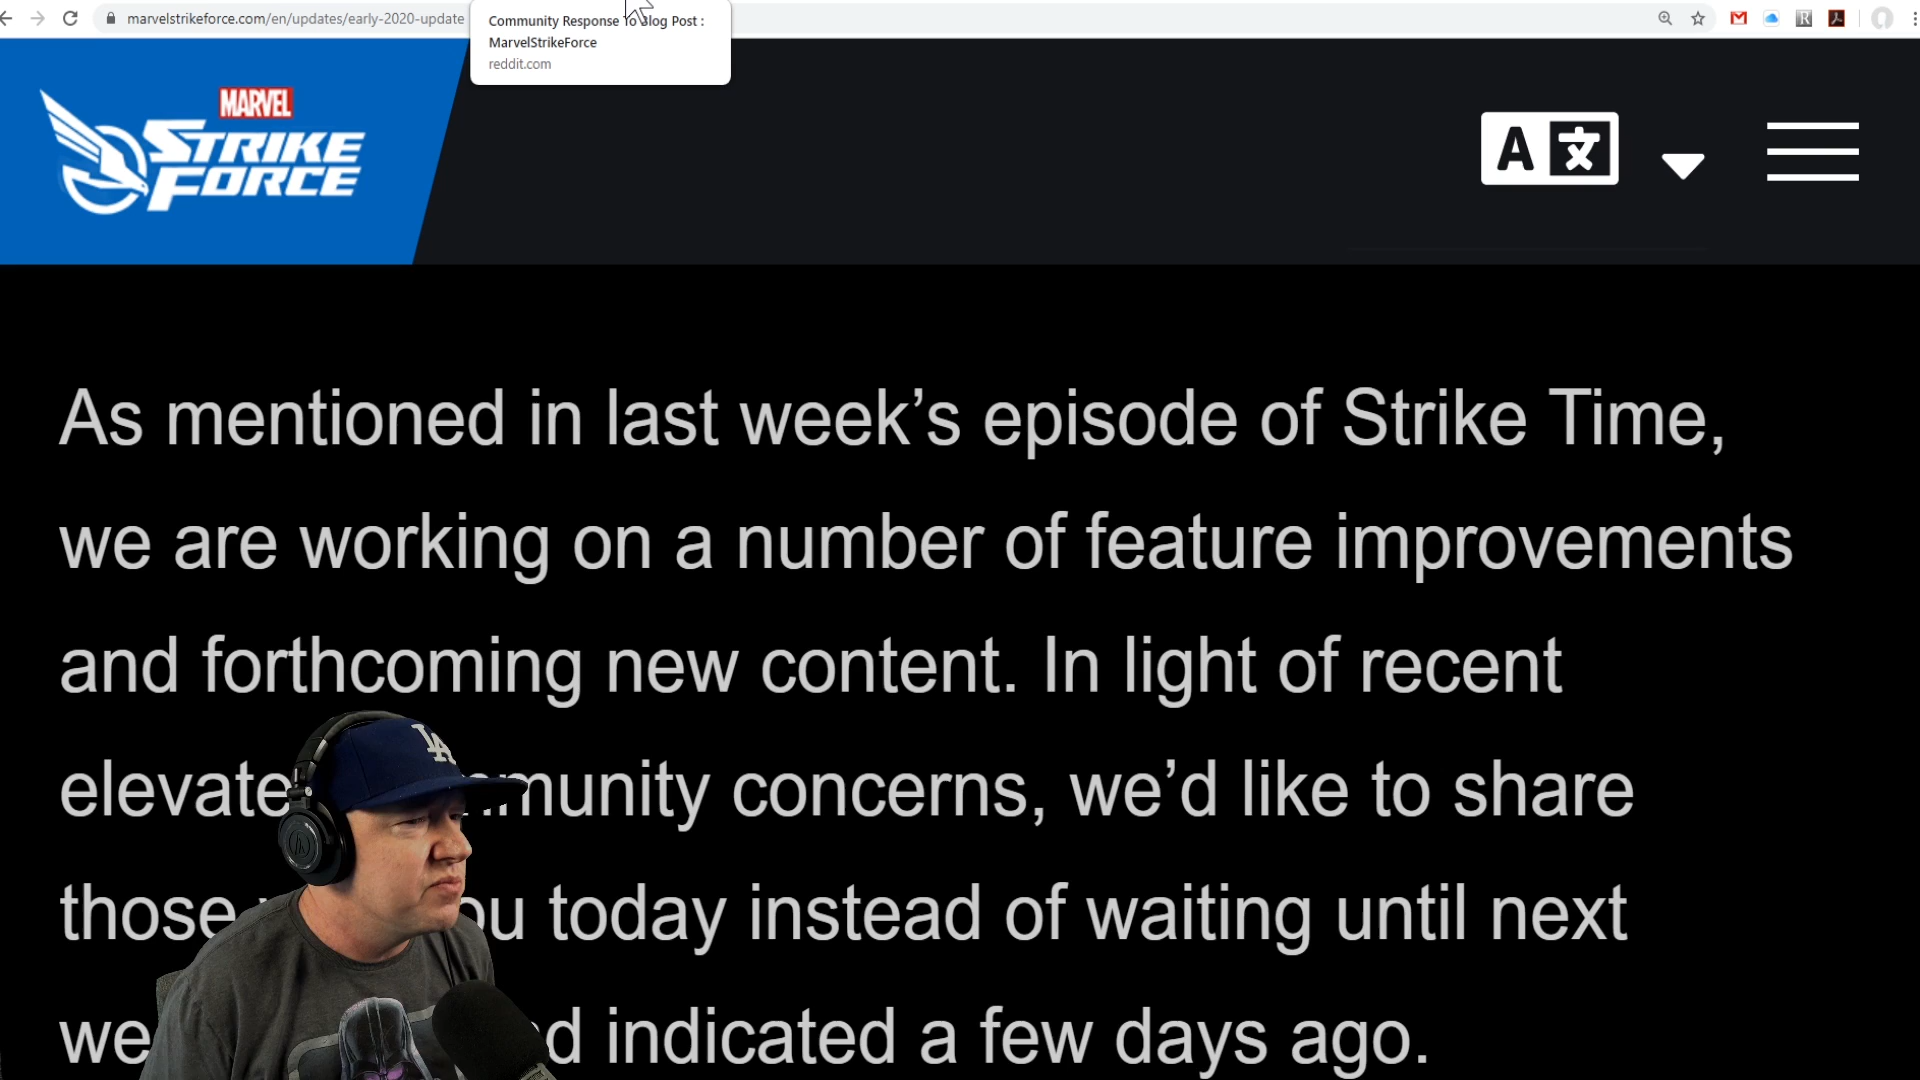 marvelstrikeforce.com/en/updates/early-2020-update
Community Response To Blog Post :
MarvelStrikeForce
reddit.com
MARVEL
STRIKE
FORCE
A 文
As mentioned in last week’s episode of Strike Time,
we are working on a number of feature improvements
and forthcoming new content. In light of recent
concerns, we’d like to share
those today instead of waiting until next
indicated a few days ago.
LA